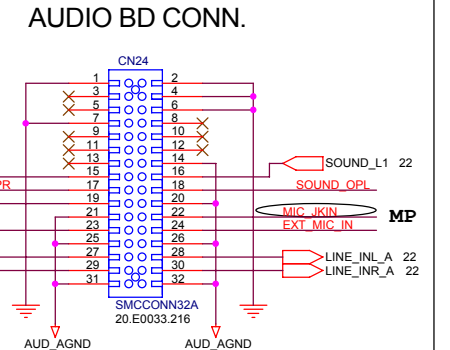 AUDIO BD CONN.
CN24
1 2
3 4
5 6
7 8
9 10
11 12
13 14
15 16 SOUND_L1 22
PR 17 18 SOUND_OPL
19 20
21 22 MIC_JKIN MP
23 24 EXT_MIC_IN
25 26
27 28 LINE_INL_A 22
29 30 LINE_INR_A 22
31 32
SMCCONN32A
20.E0033.216
AUD_AGND AUD_AGND